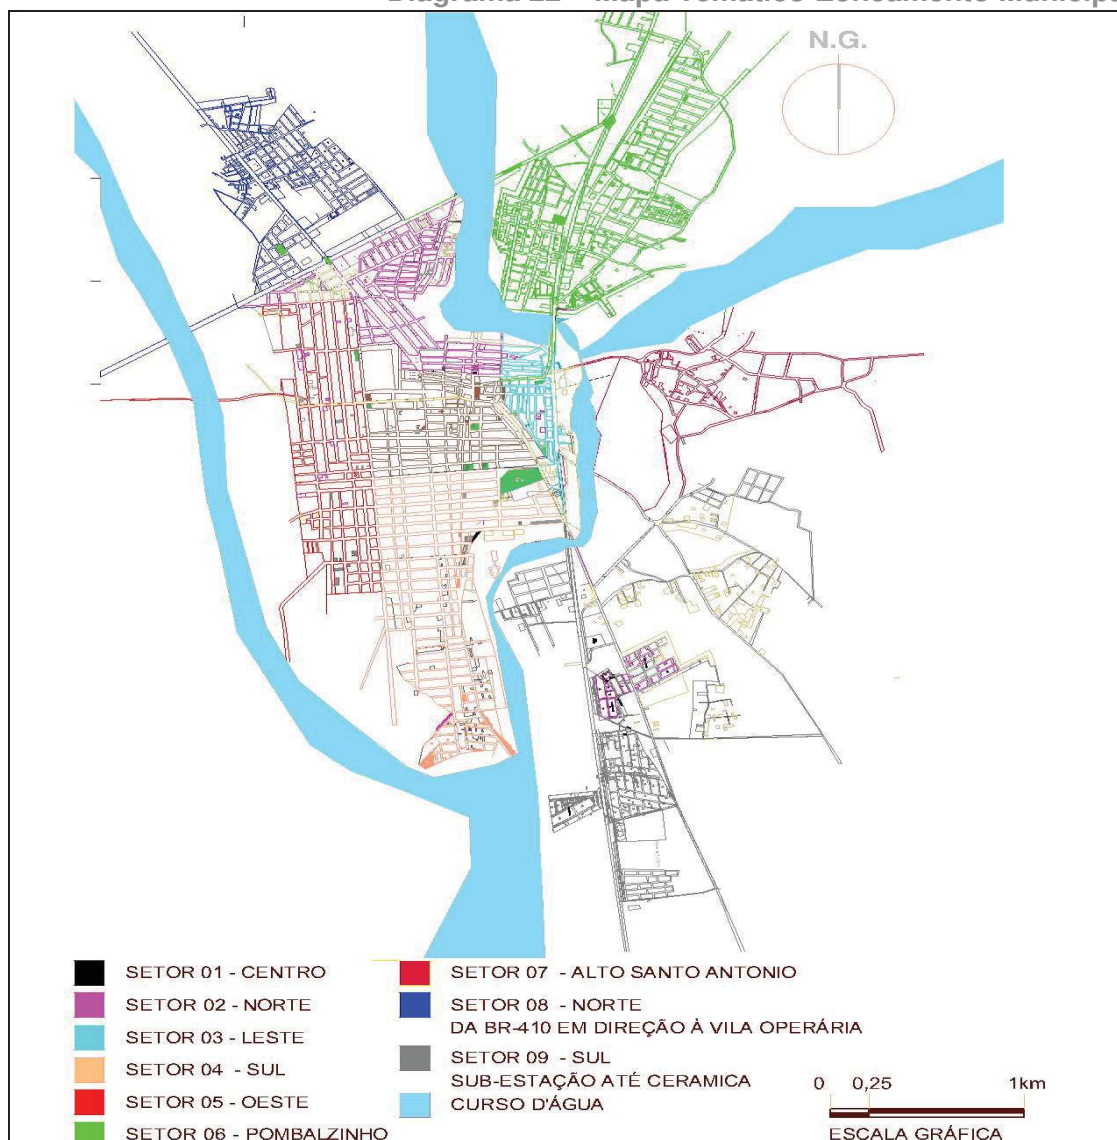 N.G.
SETOR 01 - CENTRO
SETOR 02 - NORTE
SETOR 03 - LESTE
SETOR 04 - SUL
SETOR 05 - OESTE
SETOR 06 - POMBALZINHO
SETOR 07 - ALTO SANTO ANTONIO
SETOR 08 - NORTE
DA BR-410 EM DIREÇÃO À VILA OPERÁRIA
SETOR 09 - SUL
SUB-ESTAÇÃO ATÉ CERAMICA
CURSO D'ÁGUA
0 0,25 1km
ESCALA GRÁFICA